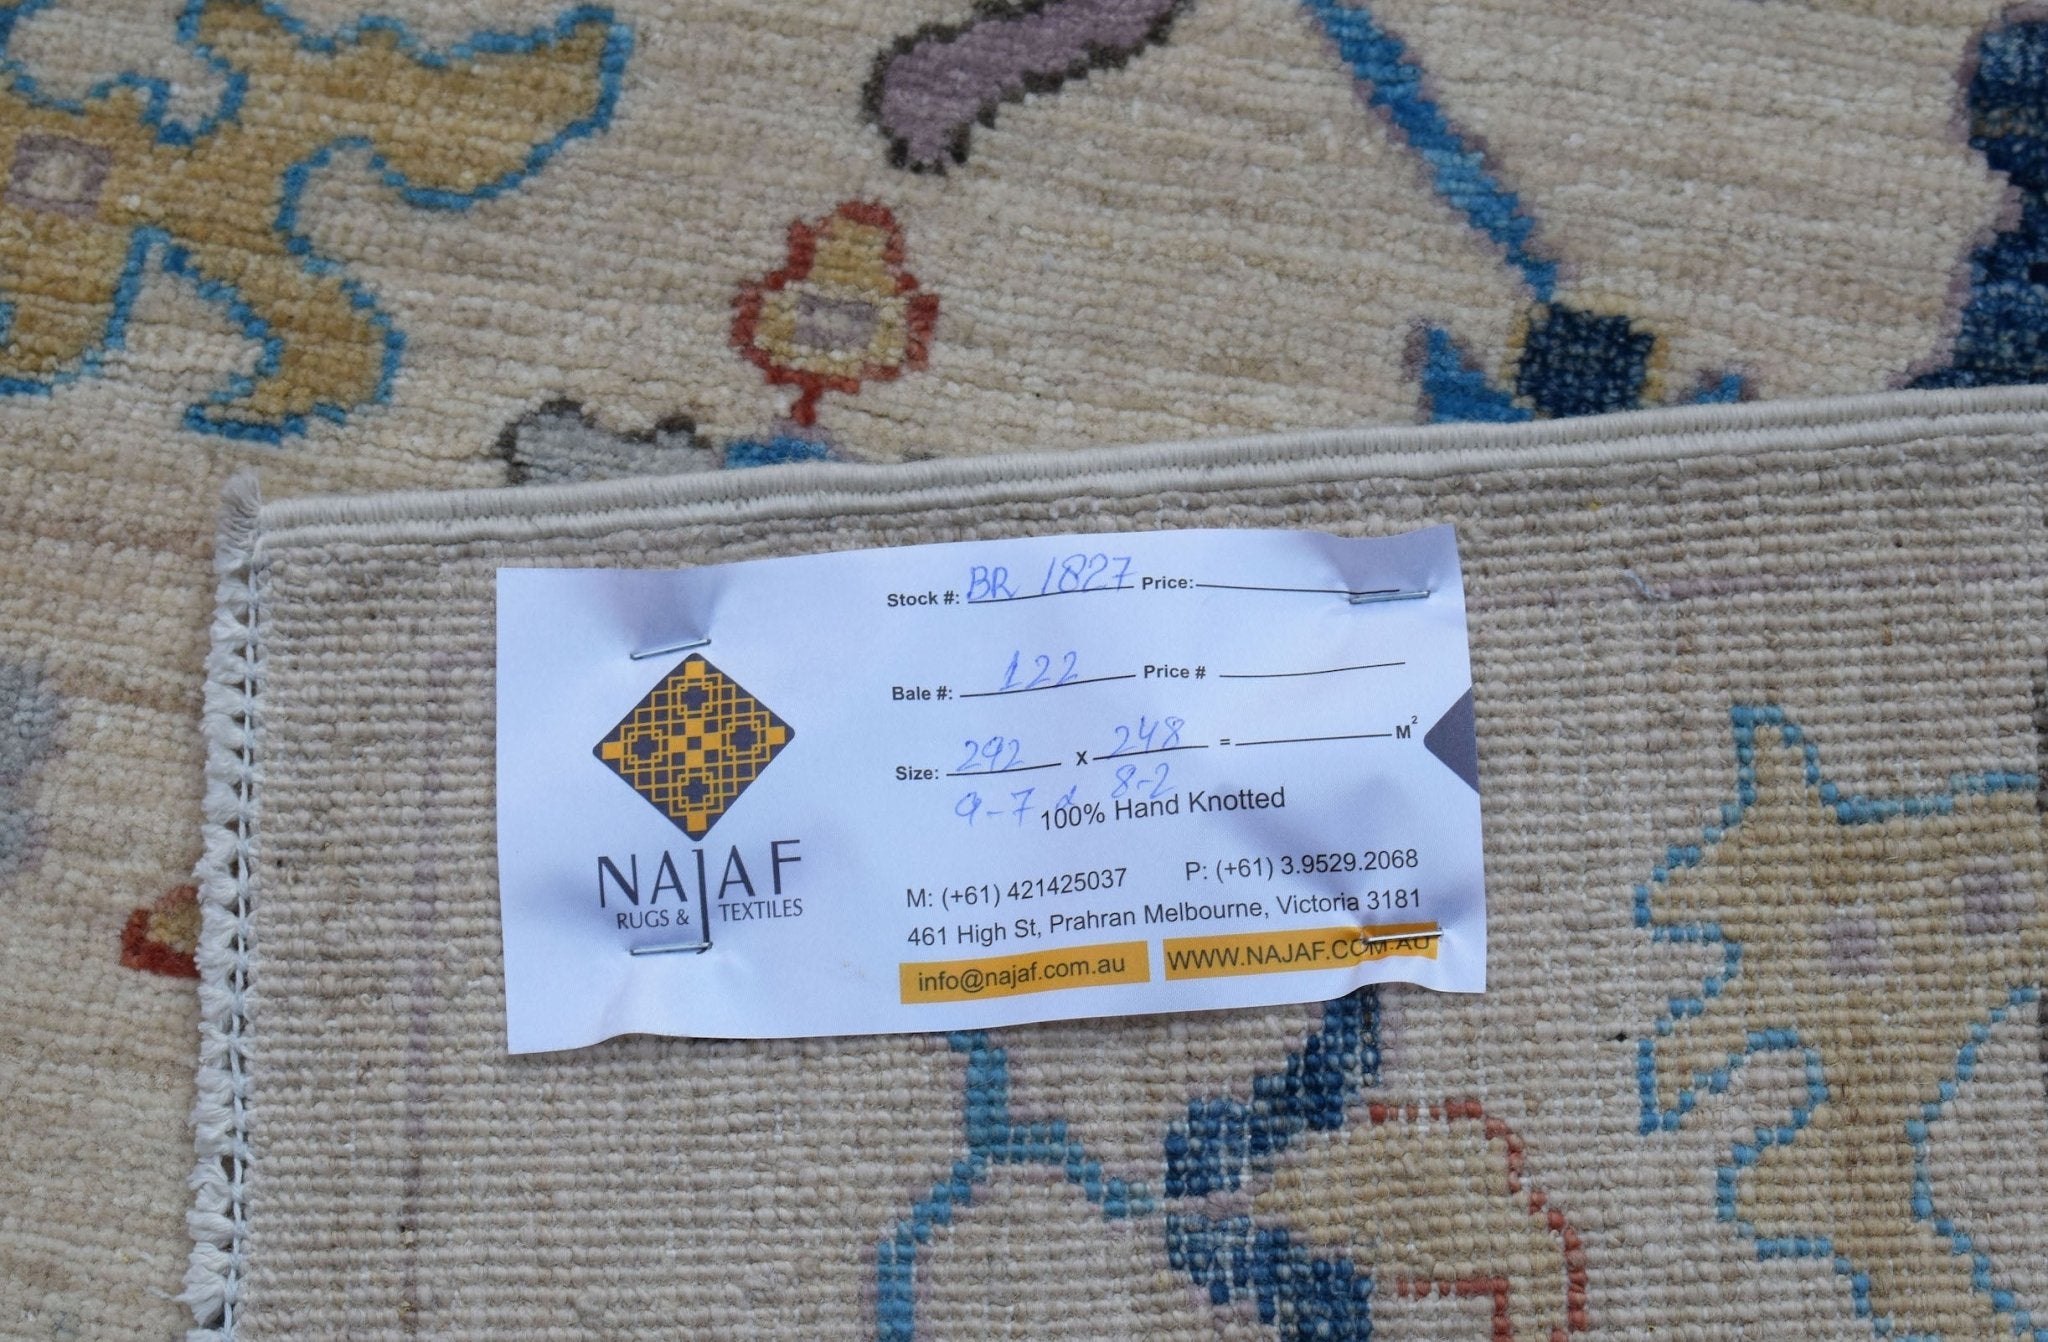 Stock #: BR 1827 Price:
Bale #: 122 Price #
Size: 292 x 248 = M²
9-7 x 8-2
100% Hand Knotted
NAJAF
RUGS & TEXTILES
M: (+61) 421425037 P: (+61) 3.9529.2068
461 High St, Prahran Melbourne, Victoria 3181
info@najaf.com.au WWW.NAJAF.COM.AU